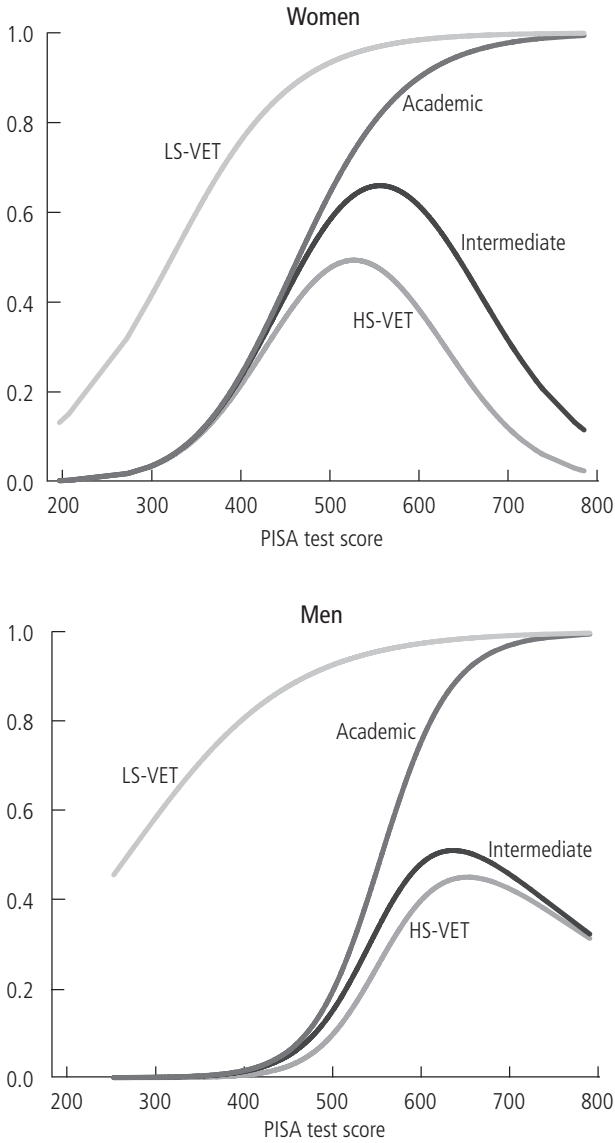 Women
1.0
Academic
0.8
LS-VET
0.6
Intermediate
0.4
HS-VET
0.2
0.0
200 300 400 500 600 700 800
PISA test score
Men
1.0
0.8
Academic
LS-VET
0.6
Intermediate
0.4
HS-VET
0.2
0.0
200 300 400 500 600 700 800
PISA test score